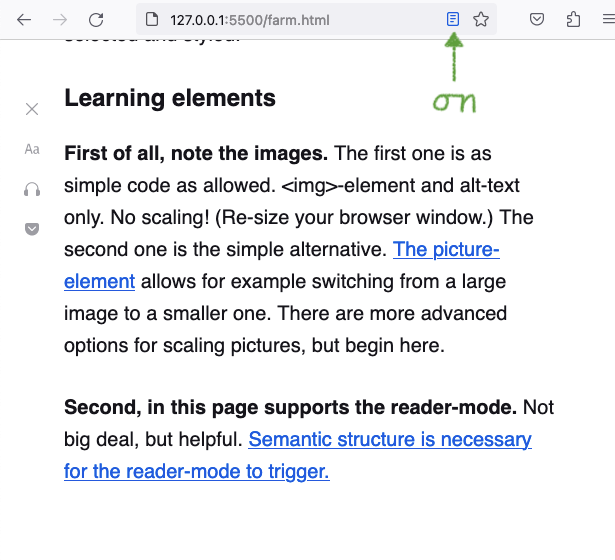 127.0.0.1:5500/farm.html
selected and styled.
on
Learning elements
Aa
First of all, note the images. The first one is as
simple code as allowed. <img>-element and alt-text
only. No scaling! (Re-size your browser window.) The
second one is the simple alternative. The picture-
element allows for example switching from a large
image to a smaller one. There are more advanced
options for scaling pictures, but begin here.
Second, in this page supports the reader-mode. Not
big deal, but helpful. Semantic structure is necessary
for the reader-mode to trigger.